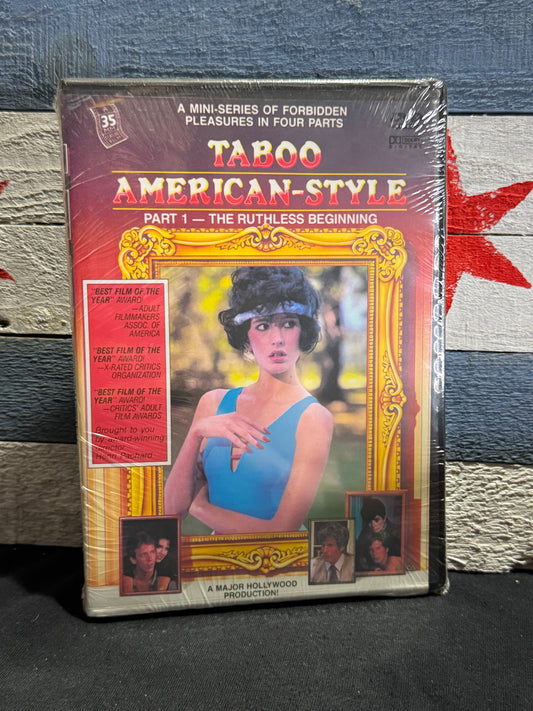 35
A MINI-SERIES OF FORBIDDEN
PLEASURES IN FOUR PARTS
DIGITAL
TABOO
AMERICAN-STYLE
PART 1 — THE RUTHLESS BEGINNING
"BEST FILM OF THE
YEAR" AWARD!
—ADULT
FILMMAKERS
ASSOC. OF
AMERICA
"BEST FILM OF THE
YEAR" AWARD!
—X-RATED CRITICS
ORGANIZATION
"BEST FILM OF THE
YEAR" AWARD!
—CRITICS' ADULT
FILM AWARDS
Brought to you
by award-winning
director
Henri Pachard
A MAJOR HOLLYWOOD
PRODUCTION!